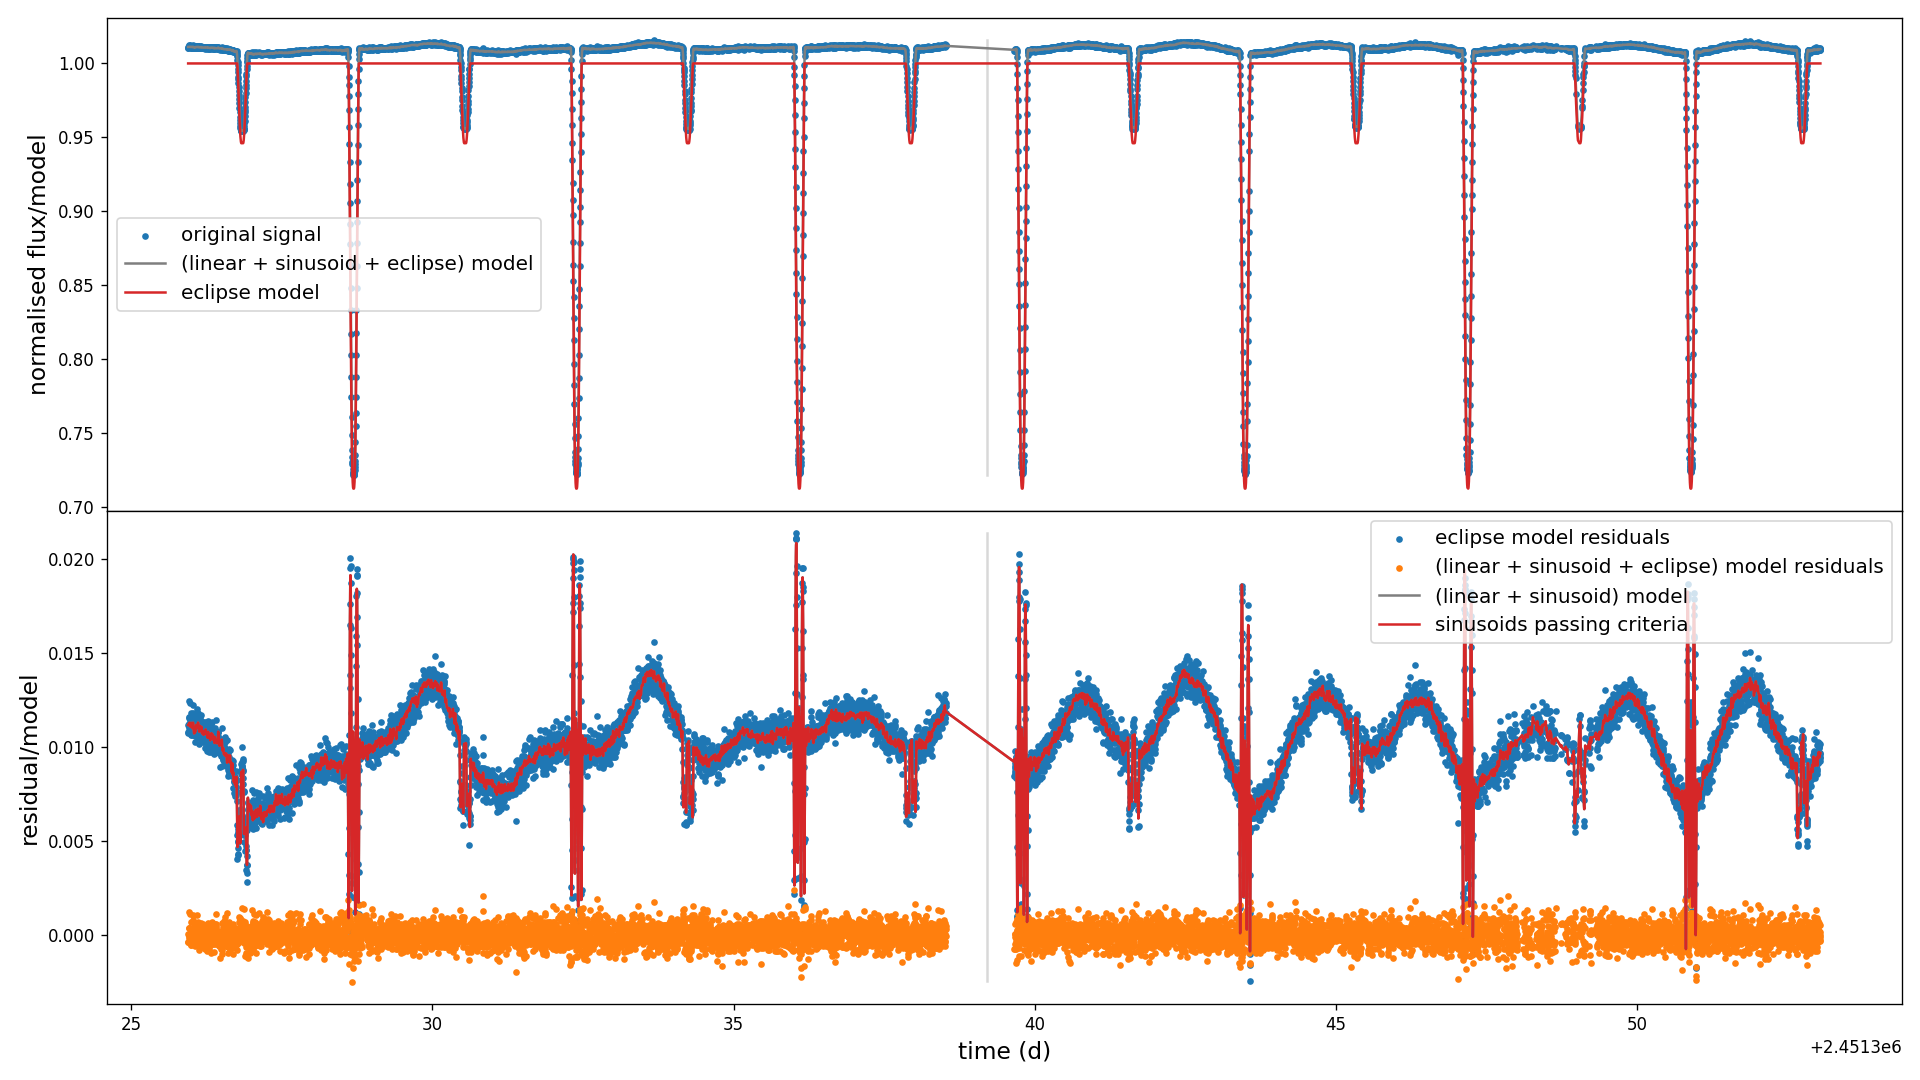 normalised flux/model
1.00
0.95
0.90
0.85
0.80
0.75
0.70
original signal
(linear + sinusoid + eclipse) model
eclipse model
residual/model
0.020
0.015
0.010
0.005
0.000
eclipse model residuals
(linear + sinusoid + eclipse) model residuals
(linear + sinusoid) model
sinusoids passing criteria
25
30
35
40
45
50
time (d)
+2.4513e6